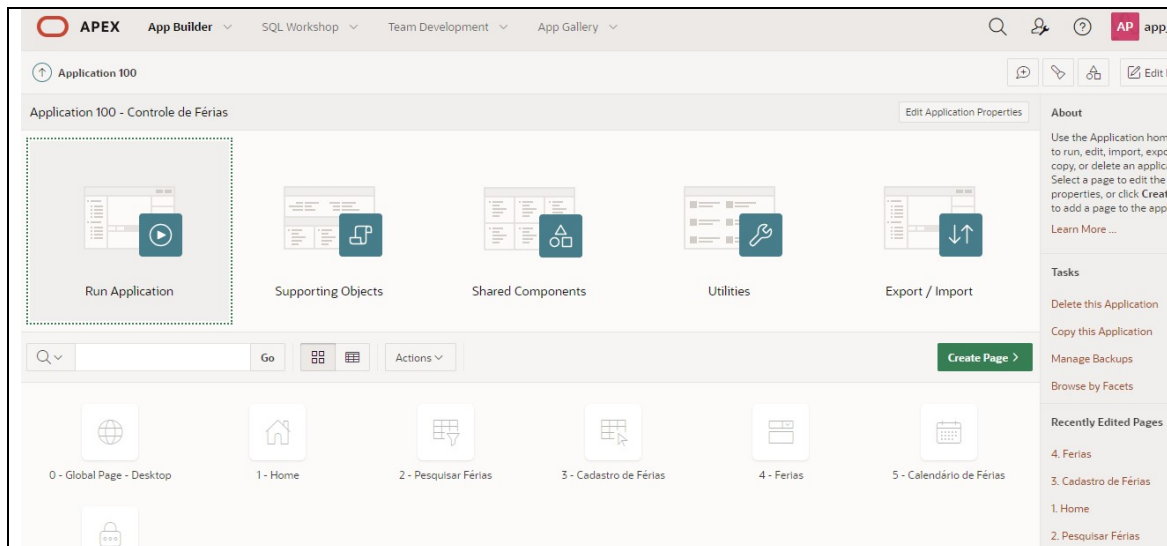 APEX App Builder SQL Workshop Team Development App Gallery AP app_
Application 100 Edit
Application 100 - Controle de Férias Edit Application Properties
Run Application Supporting Objects Shared Components Utilities Export / Import
Go Actions Create Page
0 - Global Page - Desktop 1 - Home 2 - Pesquisar Férias 3 - Cadastro de Férias 4 - Ferias 5 - Calendário de Férias
About
Use the Application hom
to run, edit, import, expo
copy, or delete an applica
Select a page to edit the
properties, or click Creat
to add a page to the app
Learn More ...
Tasks
Delete this Application
Copy this Application
Manage Backups
Browse by Facets
Recently Edited Pages
4. Ferias
3. Cadastro de Férias
1. Home
2. Pesquisar Férias